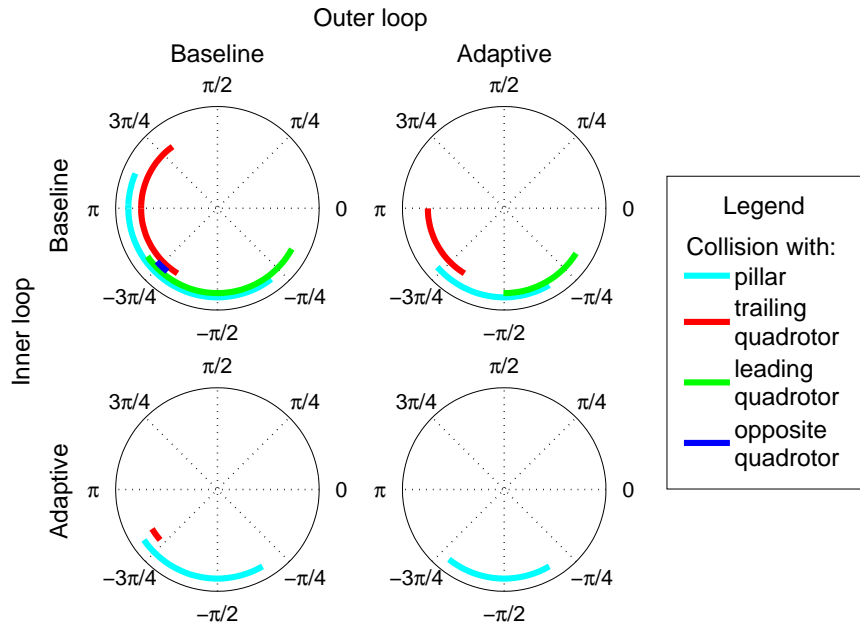 Outer loop
Baseline
Adaptive
Inner loop
Baseline
Adaptive
π/2
3π/4
π/4
π
0
−3π/4
−π/4
−π/2
π/2
3π/4
π/4
π
0
−3π/4
−π/4
−π/2
π/2
3π/4
π/4
π
0
−3π/4
−π/4
−π/2
π/2
3π/4
π/4
π
0
−3π/4
−π/4
−π/2
Legend
Collision with:
pillar
trailing
quadrotor
leading
quadrotor
opposite
quadrotor